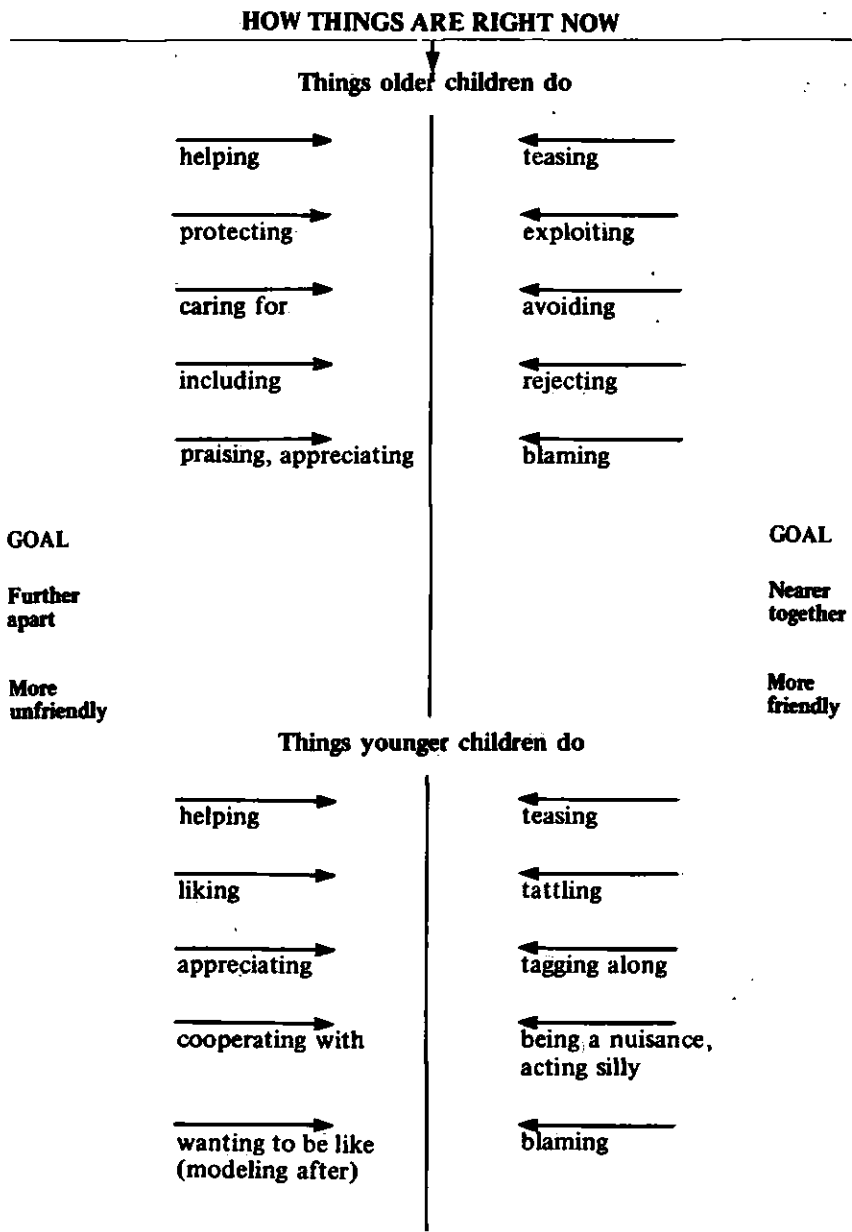 HOW THINGS ARE RIGHT NOW
Things older children do
helping
teasing
protecting
exploiting
caring for
avoiding
including
rejecting
praising, appreciating
blaming
GOAL
GOAL
Further
apart
Nearer
together
More
unfriendly
More
friendly
Things younger children do
helping
teasing
liking
tattling
appreciating
tagging along
cooperating with
being a nuisance,
acting silly
wanting to be like
(modeling after)
blaming